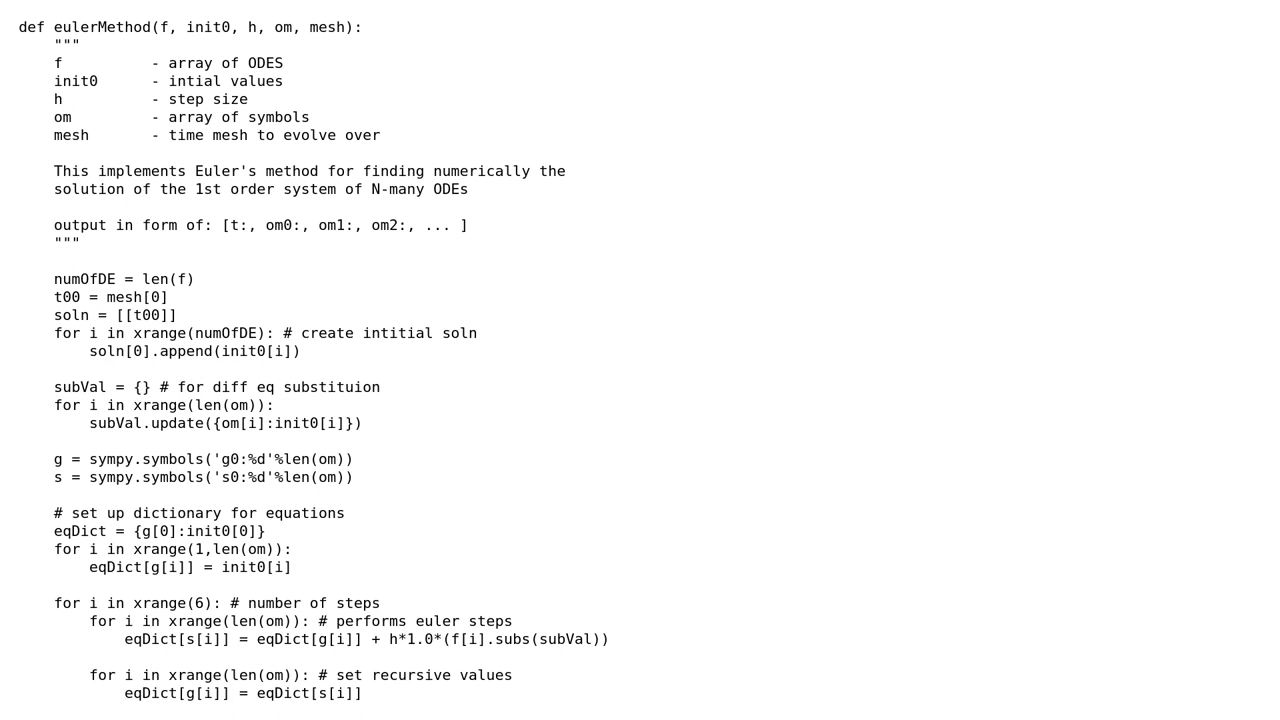 def eulerMethod(f, init0, h, om, mesh):
    """
    f          - array of ODES
    init0      - intial values
    h          - step size
    om         - array of symbols
    mesh       - time mesh to evolve over

    This implements Euler's method for finding numerically the
    solution of the 1st order system of N-many ODEs

    output in form of: [t:, om0:, om1:, om2:, ... ]
    """

    numOfDE = len(f)
    t00 = mesh[0]
    soln = [[t00]]
    for i in xrange(numOfDE): # create intitial soln
        soln[0].append(init0[i])

    subVal = {} # for diff eq substituion
    for i in xrange(len(om)):
        subVal.update({om[i]:init0[i]})

    g = sympy.symbols('g0:%d'%len(om))
    s = sympy.symbols('s0:%d'%len(om))

    # set up dictionary for equations
    eqDict = {g[0]:init0[0]}
    for i in xrange(1,len(om)):
        eqDict[g[i]] = init0[i]

    for i in xrange(6): # number of steps
        for i in xrange(len(om)): # performs euler steps
            eqDict[s[i]] = eqDict[g[i]] + h*1.0*(f[i].subs(subVal))

        for i in xrange(len(om)): # set recursive values
            eqDict[g[i]] = eqDict[s[i]]